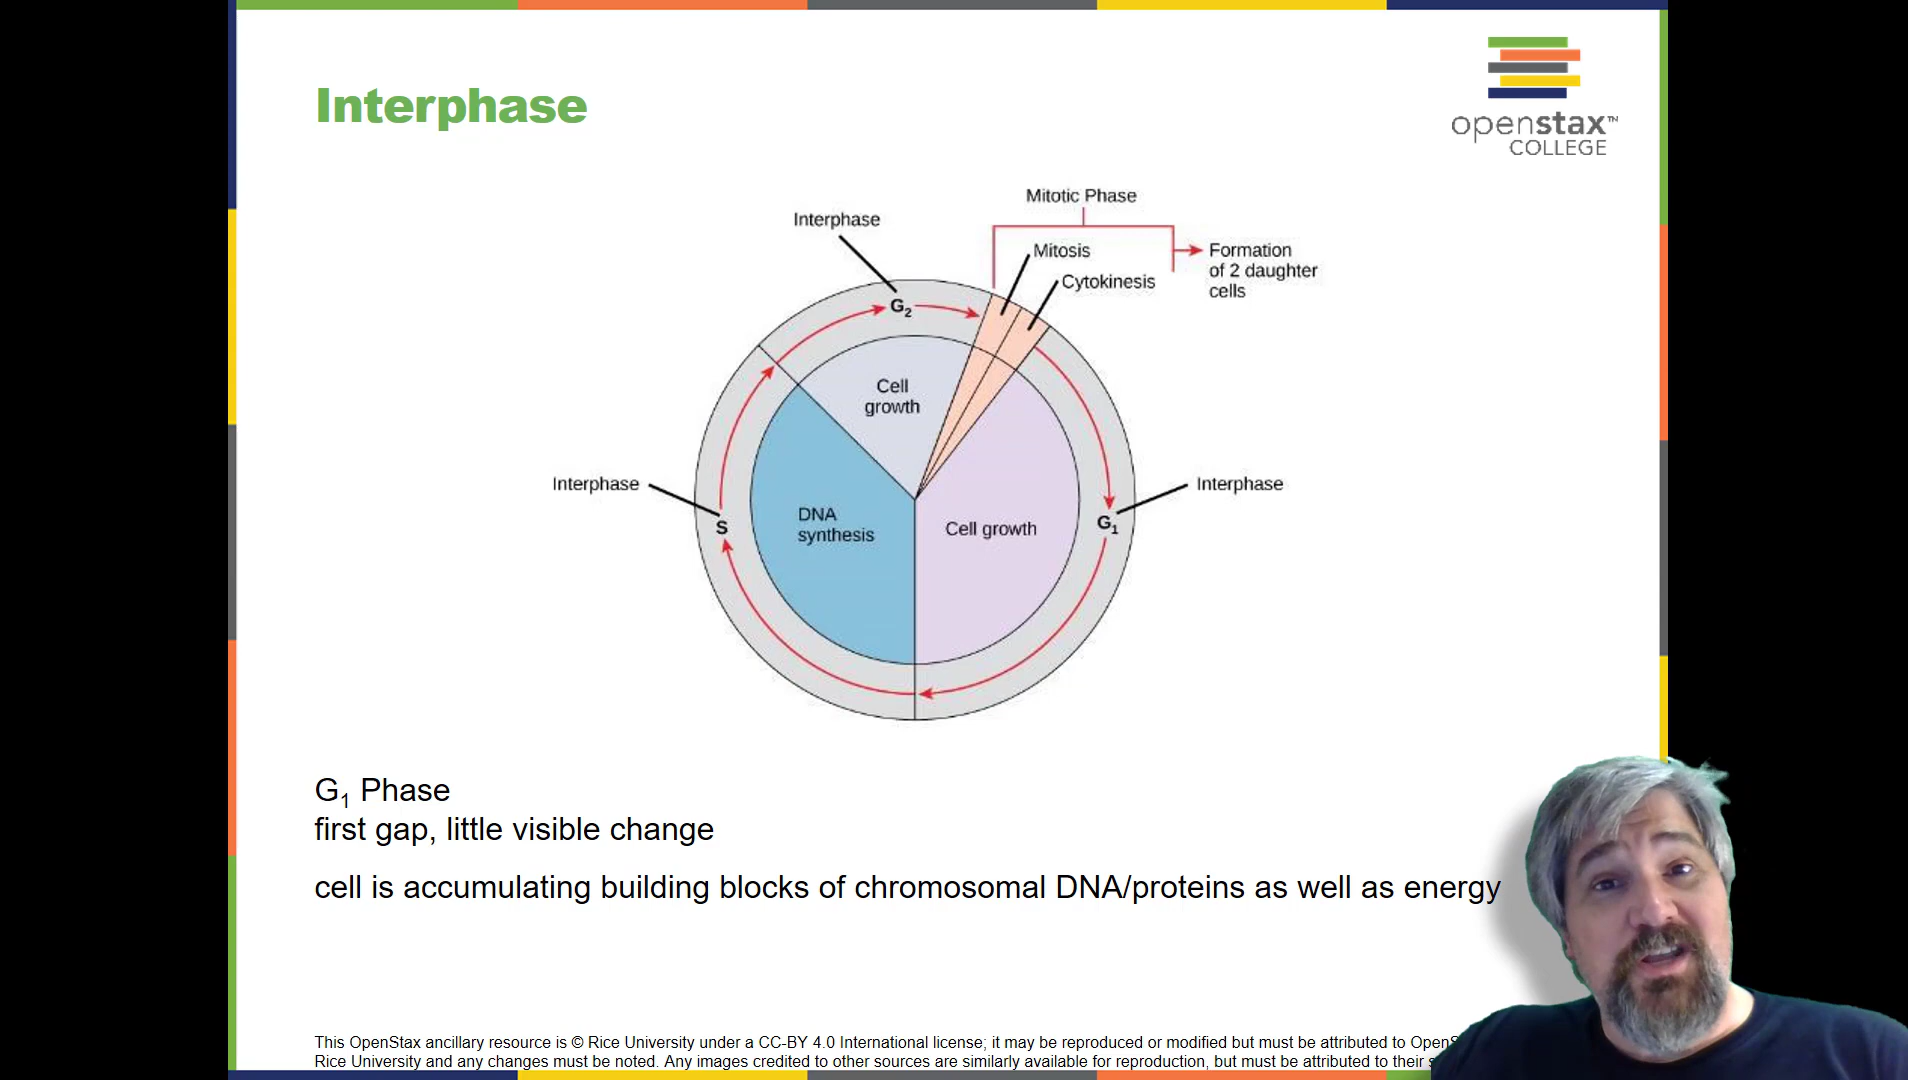 Interphase
openstax™
COLLEGE
Mitotic Phase
Interphase
Mitosis
Cytokinesis
Formation
of 2 daughter
cells
G2
Cell
growth
Interphase
S
DNA
synthesis
Cell growth
G1
Interphase
G1 Phase
first gap, little visible change
cell is accumulating building blocks of chromosomal DNA/proteins as well as energy
This OpenStax ancillary resource is © Rice University under a CC-BY 4.0 International license; it may be reproduced or modified but must be attributed to
Rice University and any changes must be noted. Any images credited to other sources are similarly available for reproduction, but must be attributed to their